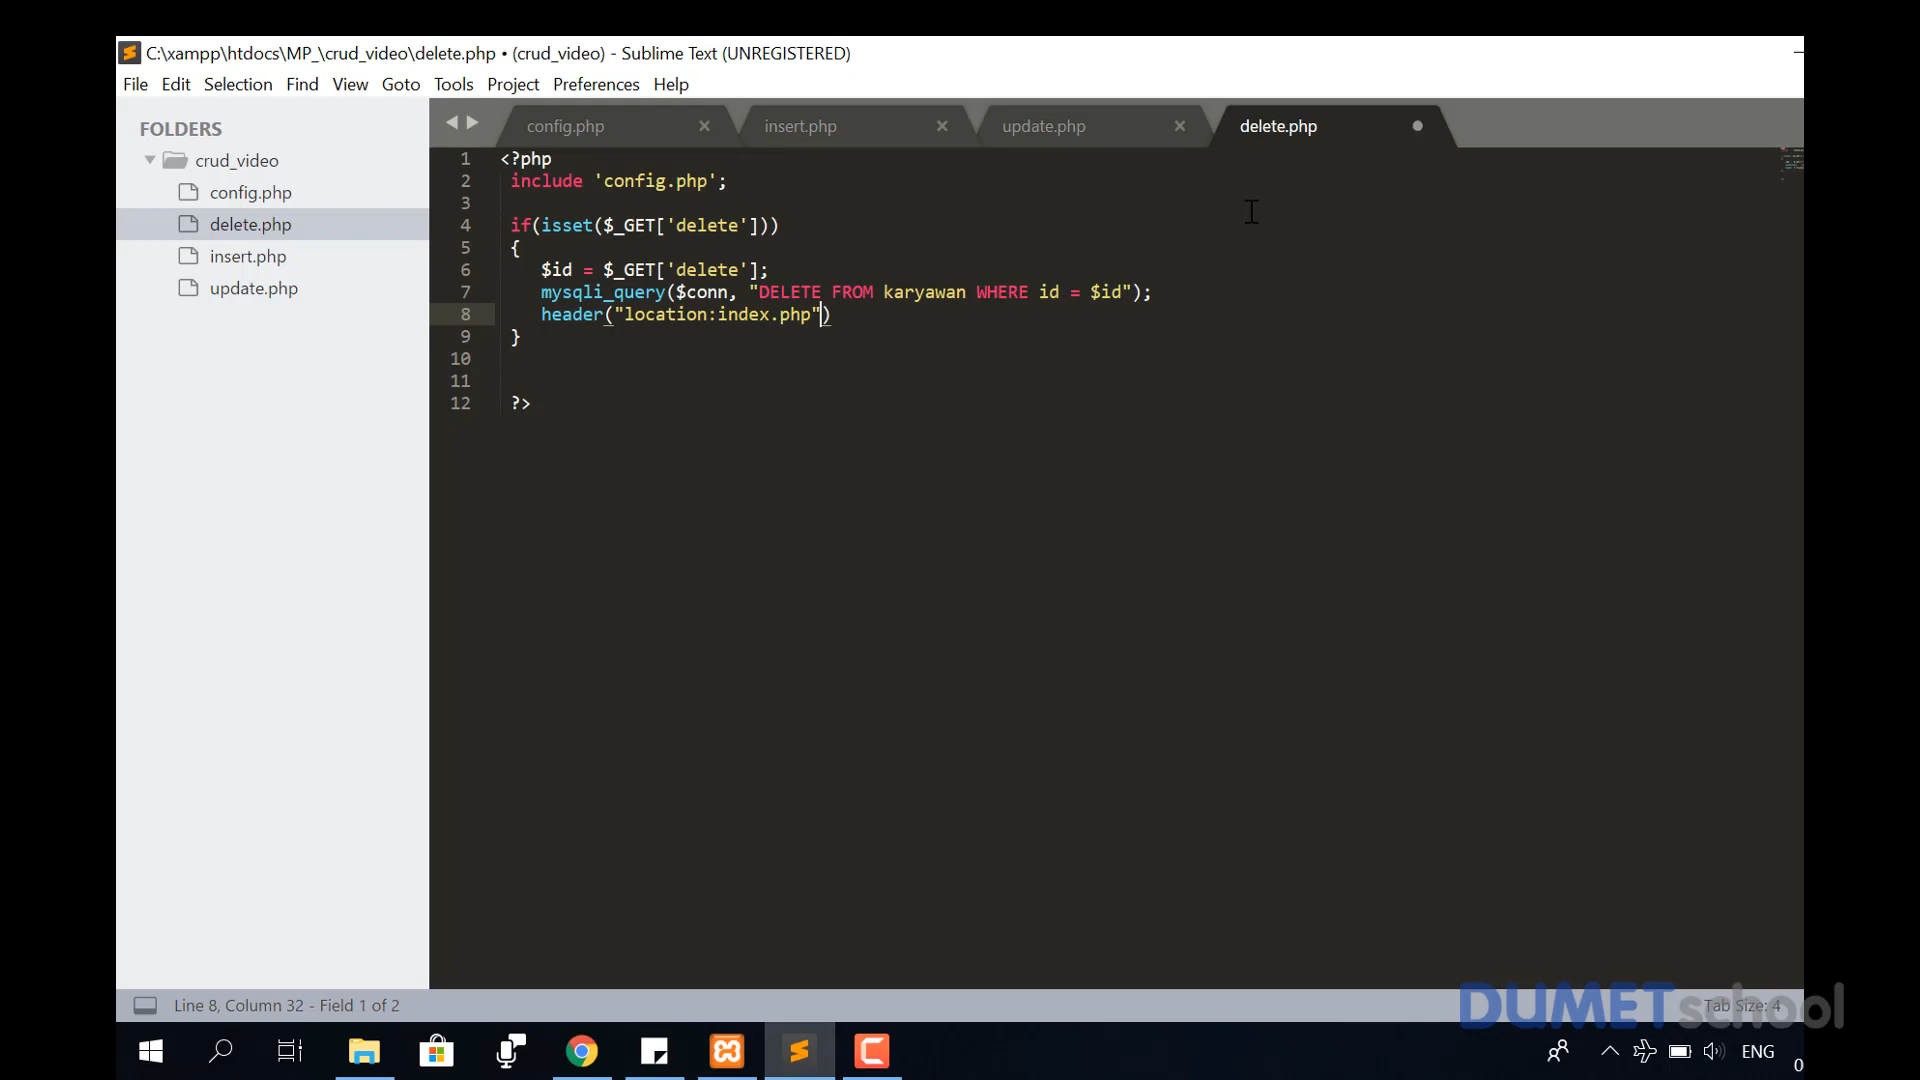 C:\xampp\htdocs\MP_\crud_video\delete.php • (crud_video) - Sublime Text (UNREGISTERED)
File Edit Selection Find View Goto Tools Project Preferences Help
FOLDERS
crud_video
config.php
delete.php
insert.php
update.php
config.php insert.php update.php delete.php
1 <?php
2 include 'config.php';
3
4 if(isset($_GET['delete']))
5 {
6 $id = $_GET['delete'];
7 mysqli_query($conn, "DELETE FROM karyawan WHERE id = $id");
8 header("location:index.php")
9 }
10
11
12 ?>
Line 8, Column 32 - Field 1 of 2
Tab Size: 4
DUMETschool
ENG
0